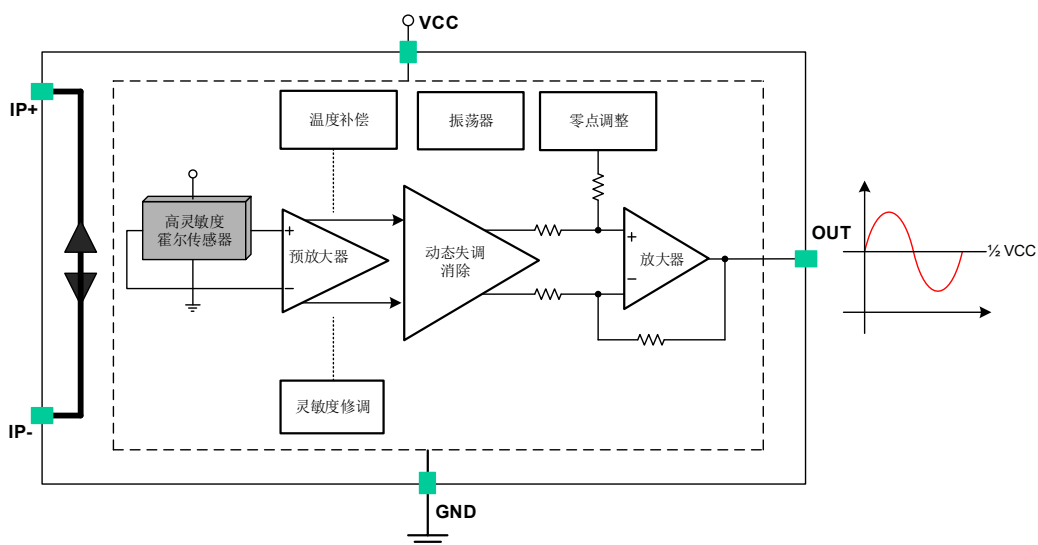 VCC
IP+
温度补偿
振荡器
零点调整
高灵敏度
霍尔传感器
+
−
预放大器
动态失调
消除
+
−
放大器
OUT
½ VCC
灵敏度修调
IP-
GND